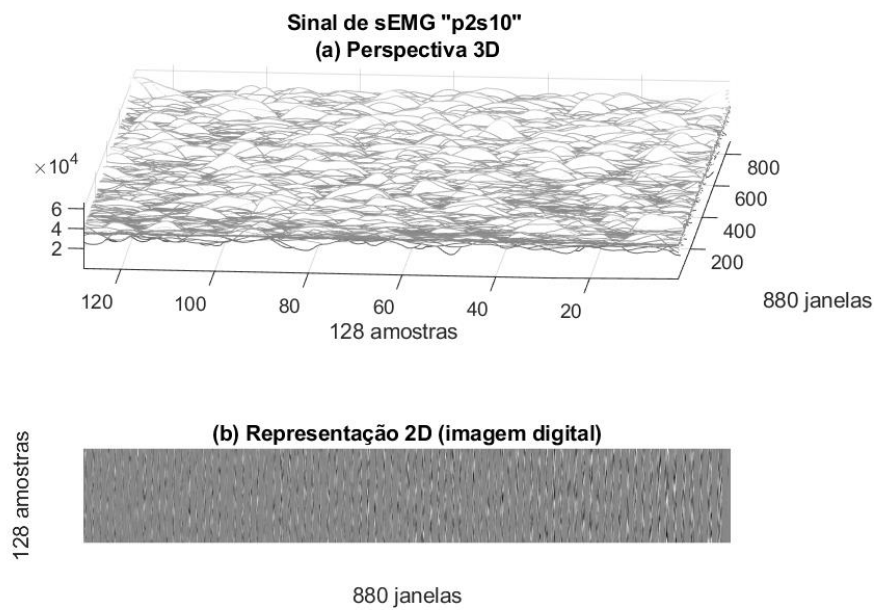 Sinal de sEMG "p2s10"
(a) Perspectiva 3D
×10⁴
6
4
2
800
600
400
200
120
100
80
60
40
20
128 amostras
880 janelas
(b) Representação 2D (imagem digital)
128 amostras
880 janelas